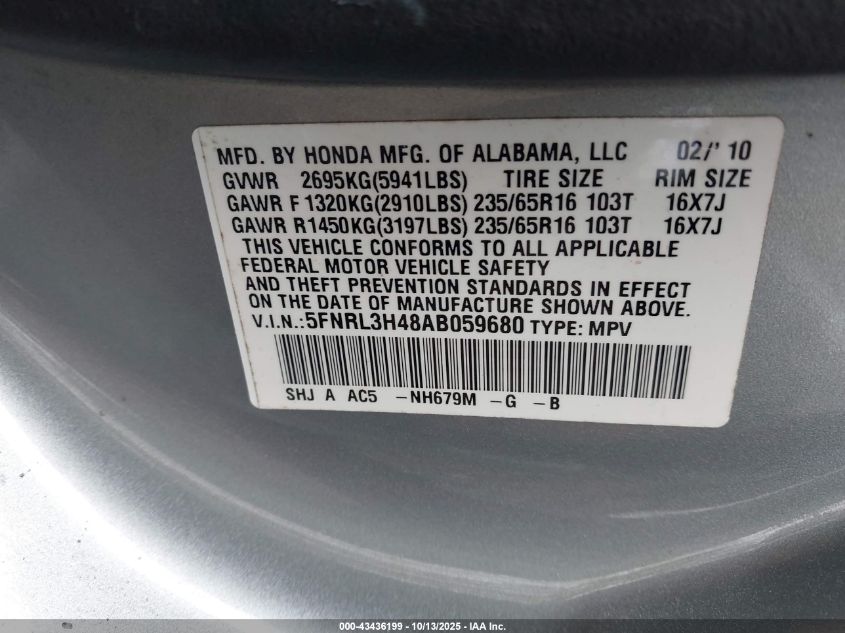 MFD. BY HONDA MFG. OF ALABAMA, LLC 02/' 10
GVWR 2695KG(5941LBS) TIRE SIZE RIM SIZE
GAWR F 1320KG(2910LBS) 235/65R16 103T 16X7J
GAWR R1450KG(3197LBS) 235/65R16 103T 16X7J
THIS VEHICLE CONFORMS TO ALL APPLICABLE
FEDERAL MOTOR VEHICLE SAFETY
AND THEFT PREVENTION STANDARDS IN EFFECT
ON THE DATE OF MANUFACTURE SHOWN ABOVE.
V.I.N.:5FNRL3H48AB059680 TYPE: MPV
SHJ A AC5 -NH679M -G -B
000-43436199 - 10/13/2025 - IAA Inc.